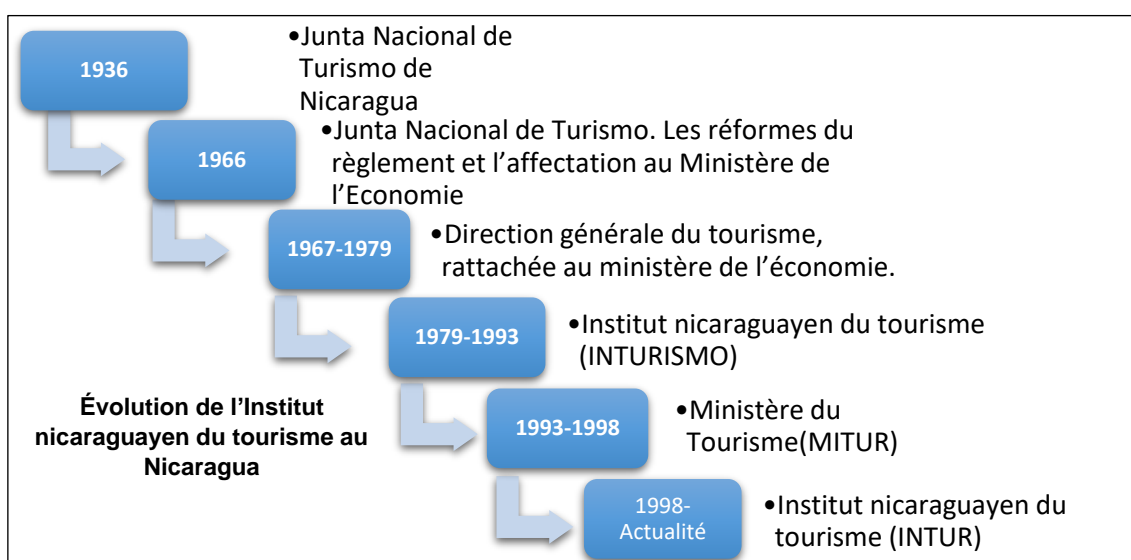 1936
•Junta Nacional de
Turismo de
Nicaragua
1966
•Junta Nacional de Turismo. Les réformes du
règlement et l’affectation au Ministère de
l’Economie
1967-1979
•Direction générale du tourisme,
rattachée au ministère de l’économie.
1979-1993
•Institut nicaraguayen du tourisme
(INTURISMO)
Évolution de l’Institut
nicaraguayen du tourisme au
Nicaragua
1993-1998
•Ministère du
Tourisme(MITUR)
1998-
Actualité
•Institut nicaraguayen du
tourisme (INTUR)